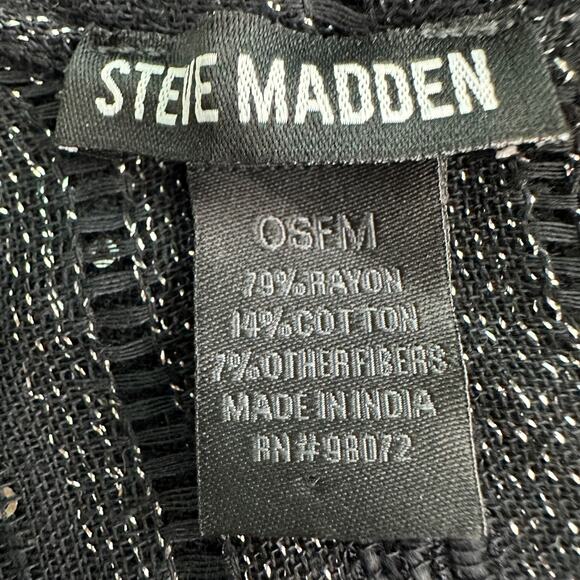 STEVE MADDEN
OSFM
79% RAYON
14% COTTON
7% OTHER FIBERS
MADE IN INDIA
RN # 98072